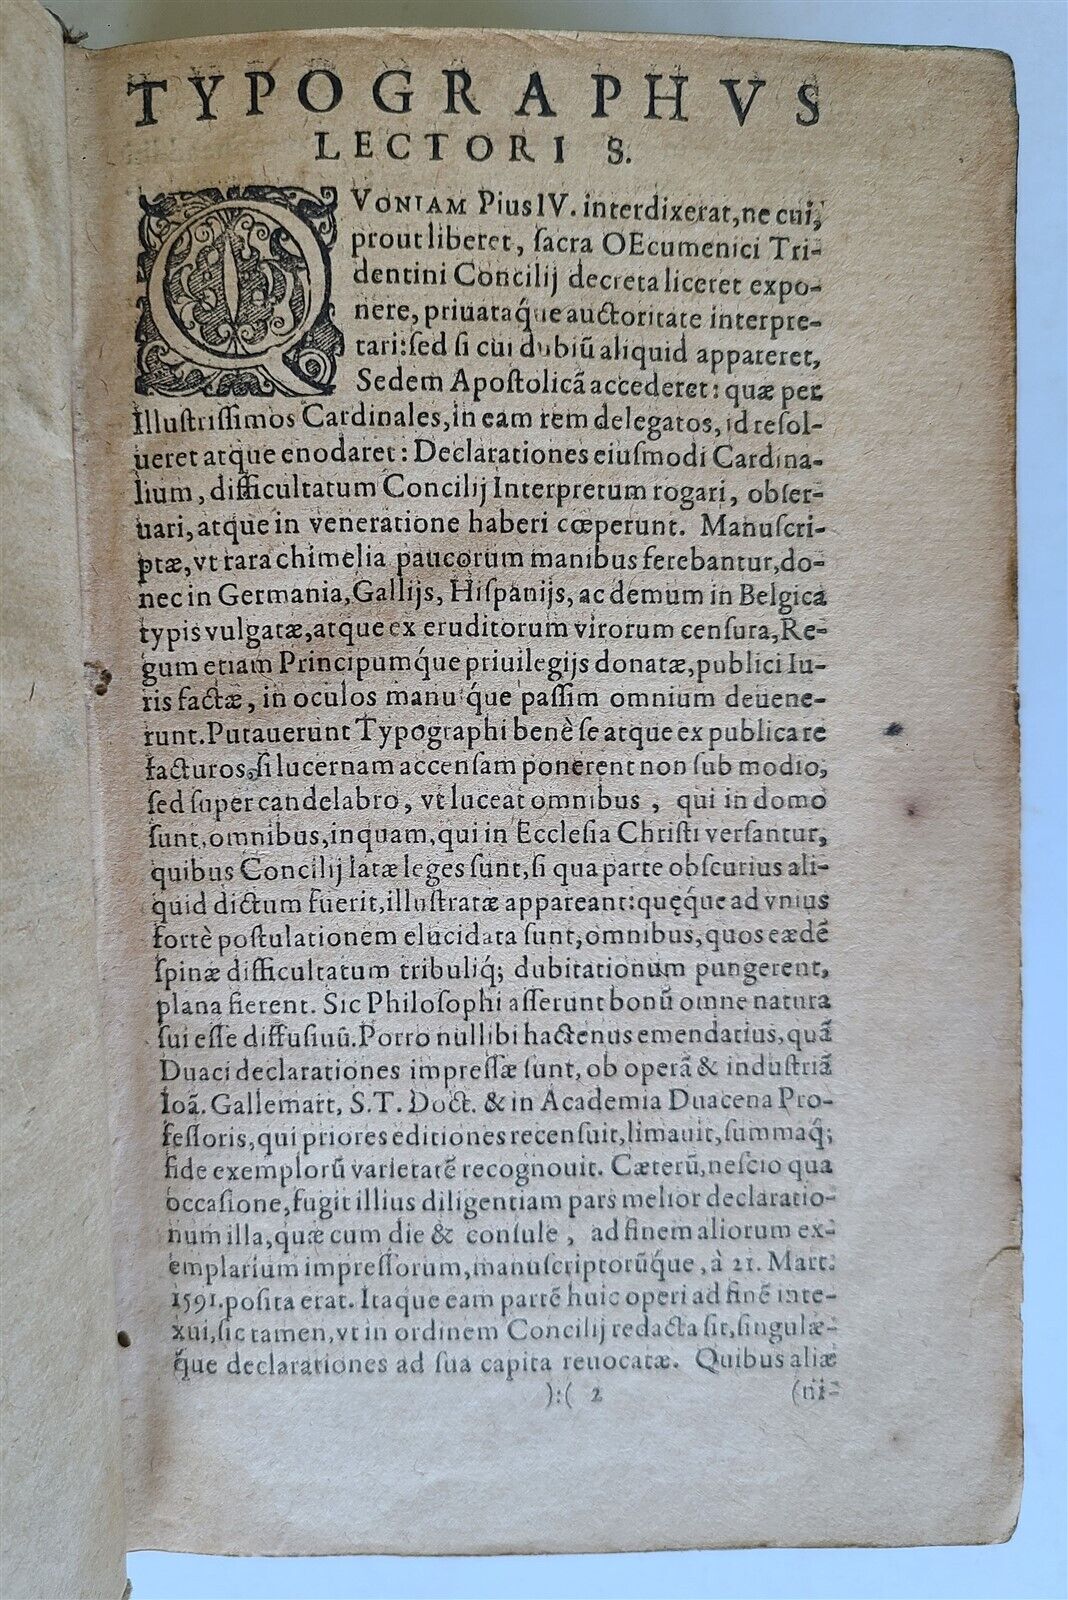 TYPOGRAPHVS
LECTORI S.
QVONIAM Pius IV. interdixerat, ne cui,
prout liberet, ſacra OEcumenici Tri-
dentini Concilij decreta liceret expo-
nere, priuataq́ue auctoritate interpre-
tari: ſed ſi cui dubiū aliquid appareret,
Sedem Apoſtolicā accederet: quæ per
Illuſtriſſimos Cardinales, in eam rem delegatos, id reſol-
ueret atque enodaret: Declarationes eiuſmodi Cardina-
lium, difficultatum Concilij Interpretum rogari, obſer-
uari, atque in veneratione haberi cœperunt. Manuſcri-
ptæ, vt rara chimelia paucorum manibus ferebantur, do-
nec in Germania, Gallijs, Hiſpanijs, ac demum in Belgica
typis vulgatæ, atque ex eruditorum virorum cenſura, Re-
gum etiam Principumq́ue priuilegijs donatæ, publici Iu-
ris factæ, in oculos manuſq́ue paſſim omnium deuene-
runt. Putauerunt Typographi benè ſe atque ex publica re
facturos, ſi lucernam accenſam ponerent non ſub modio,
ſed ſuper candelabro, vt luceat omnibus, qui in domo
ſunt, omnibus, inquam, qui in Eccleſia Chriſti verſantur,
quibus Concilij latæ leges ſunt, ſi qua parte obſcurius ali-
quid dictum fuerit, illuſtratæ appareant: quęq́ue ad vnius
fortè poſtulationem elucidata ſunt, omnibus, quos eædē
ſpinæ difficultatum tribuliq́; dubitationum pungerent,
plana fierent. Sic Philoſophi aſſerunt bonū omne natura
ſui eſſe diffuſiuū. Porro nullibi hactenus emendatius, quā
Duaci declarationes impreſſæ ſunt, ob operā & induſtriā
Ioā. Gallemart, S. T. Doct. & in Academia Duacena Pro-
feſſoris, qui priores editiones recenſuit, limauit, ſummaq́;
fide exemplorū varietatē recognouit. Cæterū, neſcio qua
occaſione, fugit illius diligentiam pars melior declaratio-
num illa, quæ cum die & conſule, ad finem aliorum ex-
emplarium impreſſorum, manuſcriptorūq́ue, à 21. Mart.
1591. poſita erat. Itaque eam partē huic operi ad finē inte-
xui, ſic tamen, vt in ordinem Concilij redacta ſit, ſingulæ-
q́ue declarationes ad ſua capita reuocatæ. Quibus aliæ
):( 2 (ni-